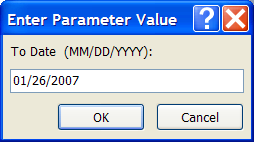 Enter Parameter Value ?
To Date (MM/DD/YYYY):
01/26/2007
OK Cancel